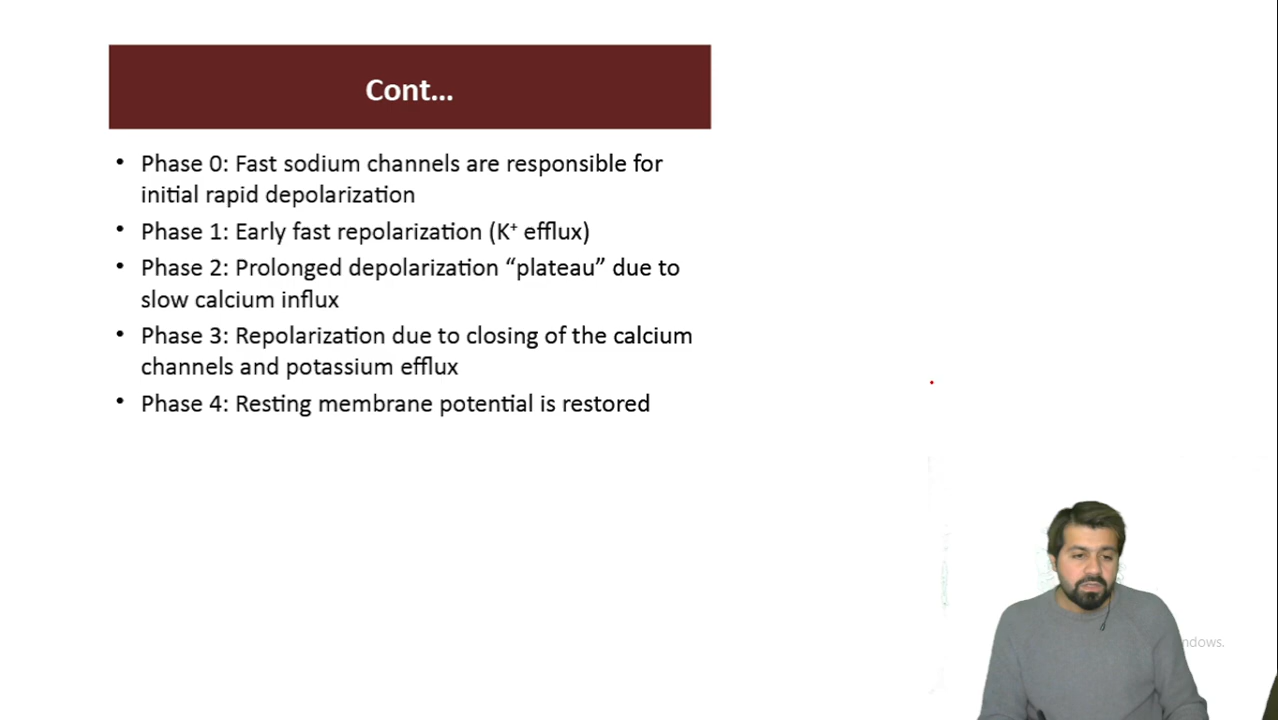 Cont...
• Phase 0: Fast sodium channels are responsible for
initial rapid depolarization
• Phase 1: Early fast repolarization (K⁺ efflux)
• Phase 2: Prolonged depolarization “plateau” due to
slow calcium influx
• Phase 3: Repolarization due to closing of the calcium
channels and potassium efflux
• Phase 4: Resting membrane potential is restored
ndows.